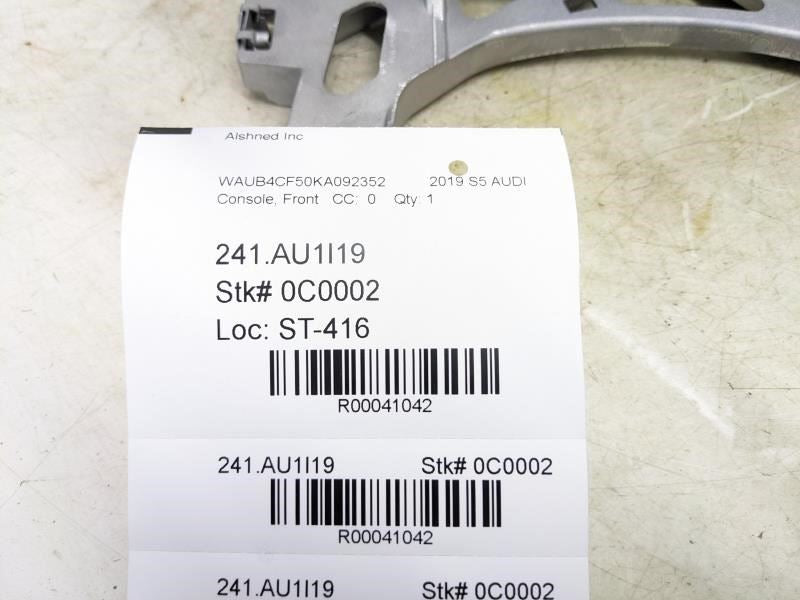 Alshned Inc
WAUB4CF50KA092352 2019 S5 AUDI
Console, Front CC: 0 Qty: 1
241.AU1I19
Stk# 0C0002
Loc: ST-416
R00041042
241.AU1I19 Stk# 0C0002
R00041042
241.AU1I19 Stk# 0C0002